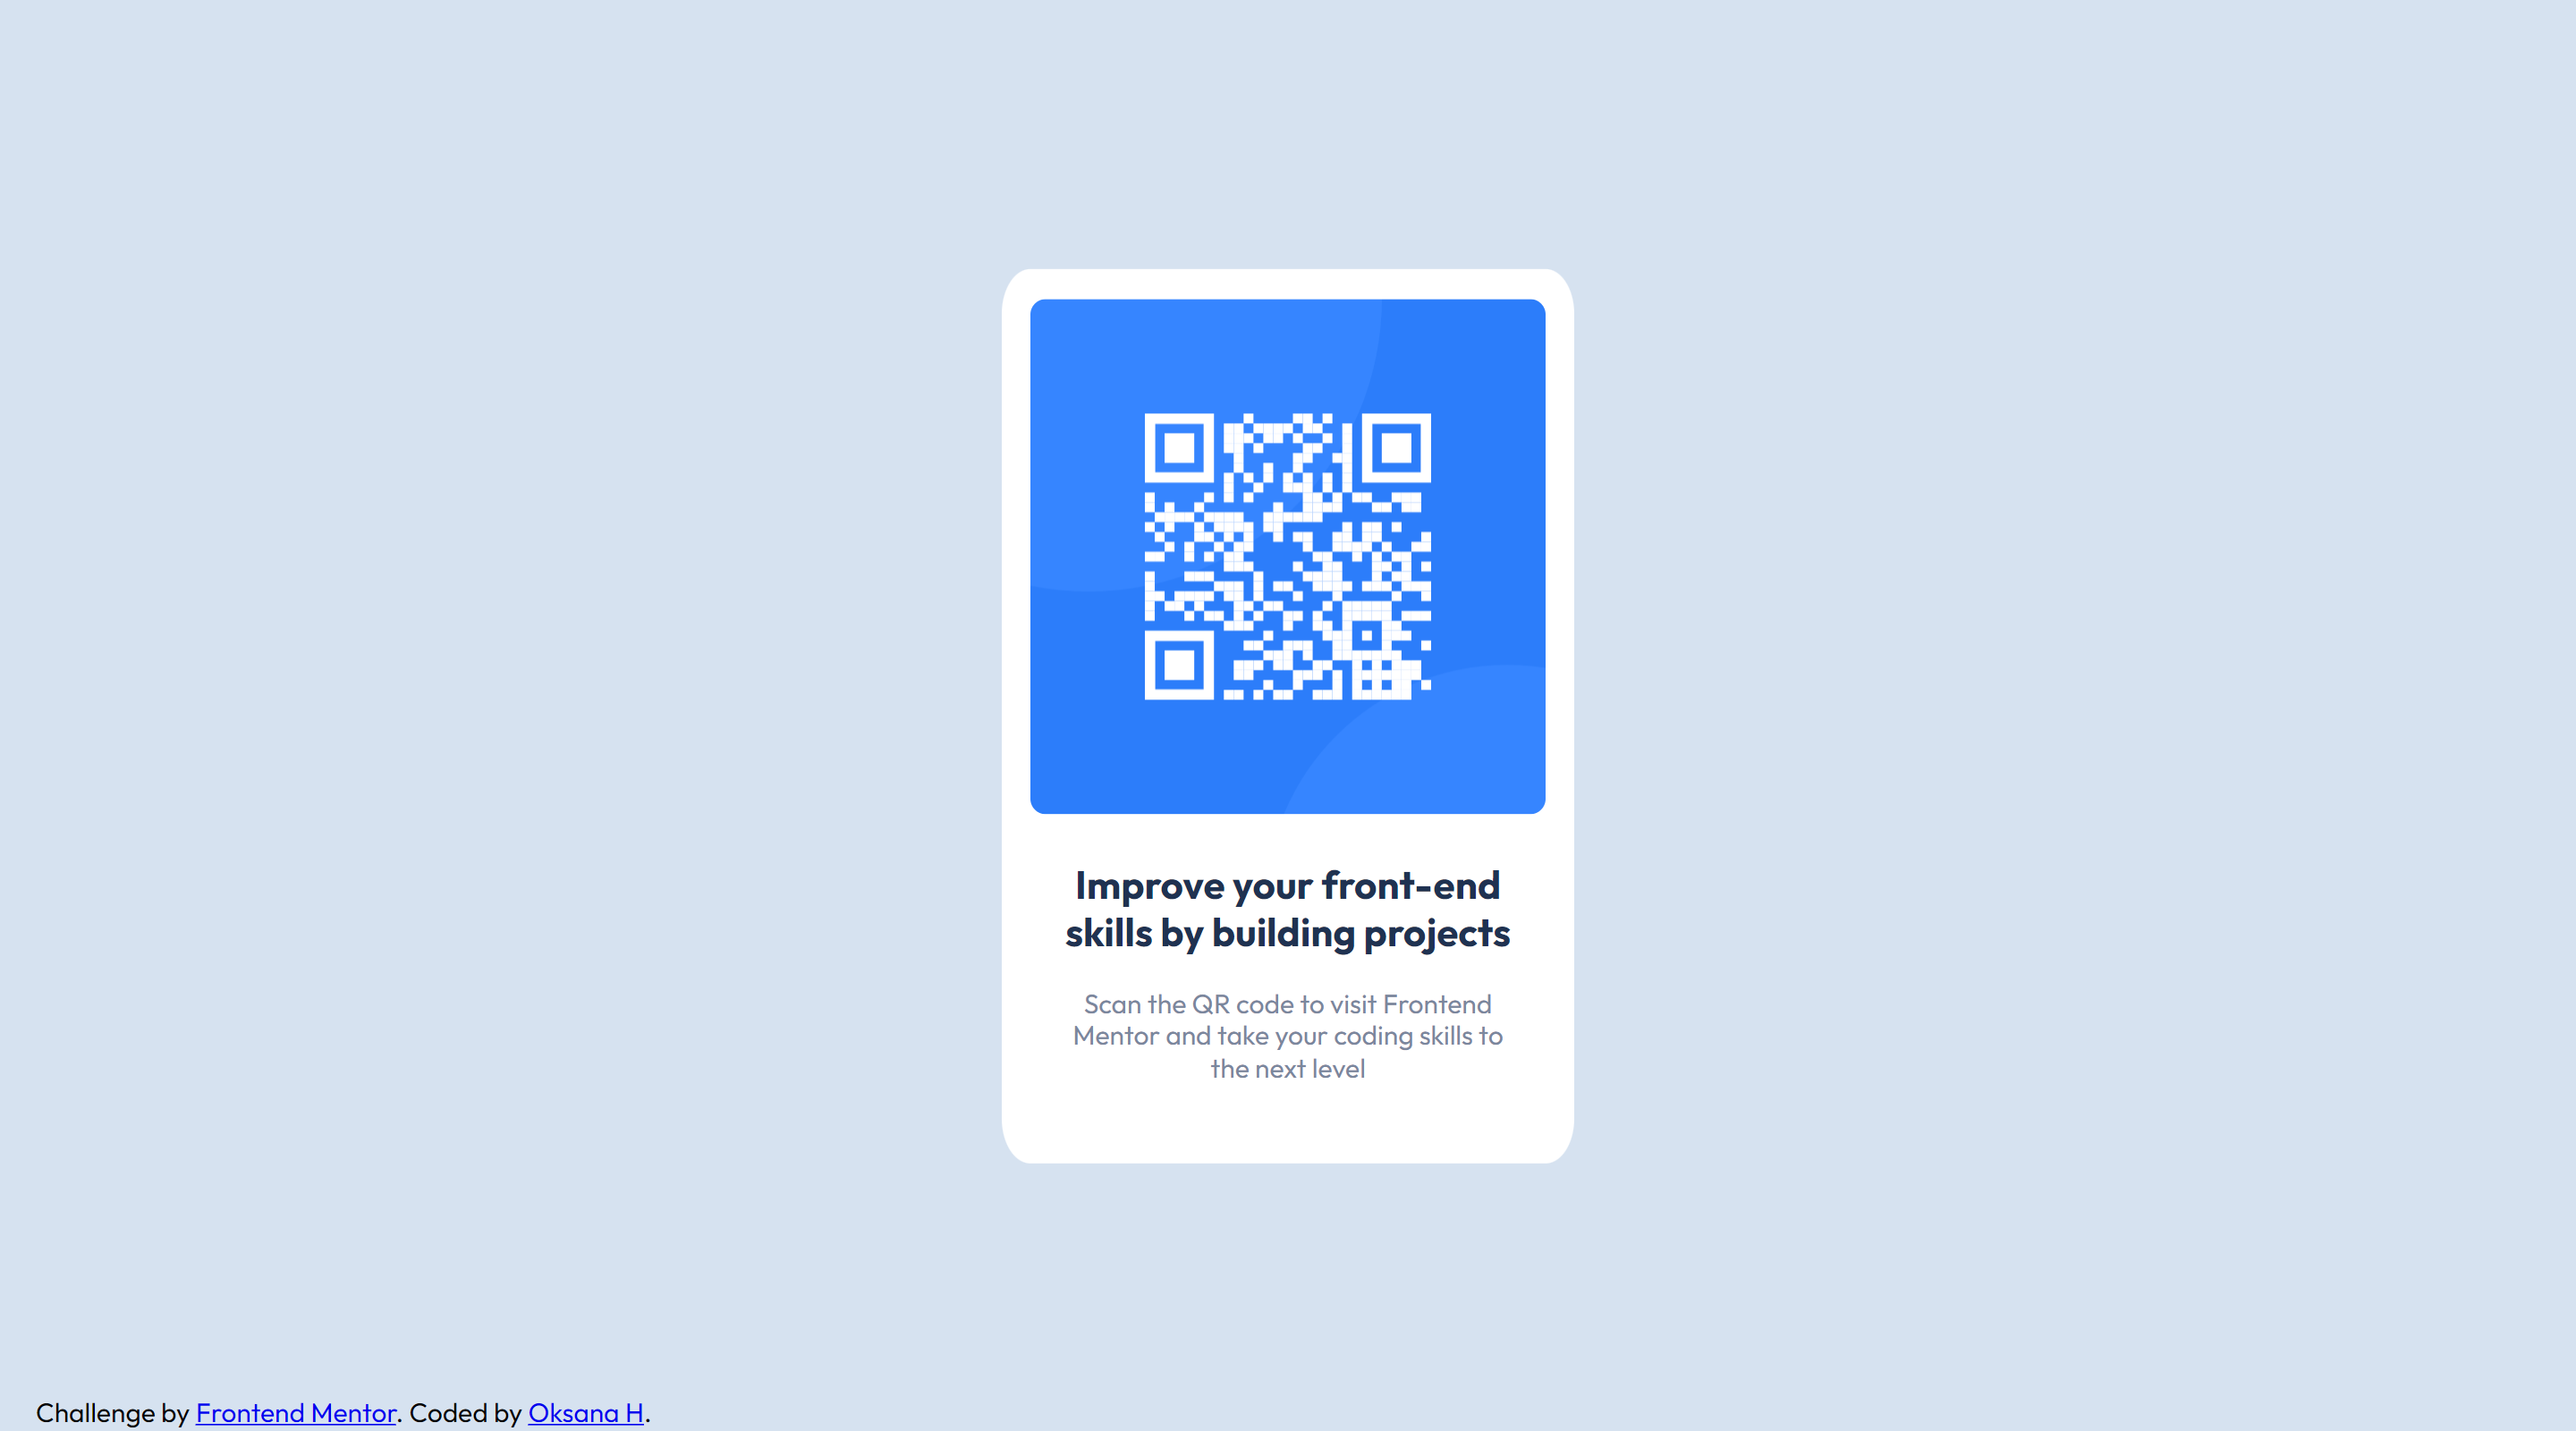 Improve your front-end
skills by building projects
Scan the QR code to visit Frontend
Mentor and take your coding skills to
the next level
Challenge by Frontend Mentor. Coded by Oksana H.